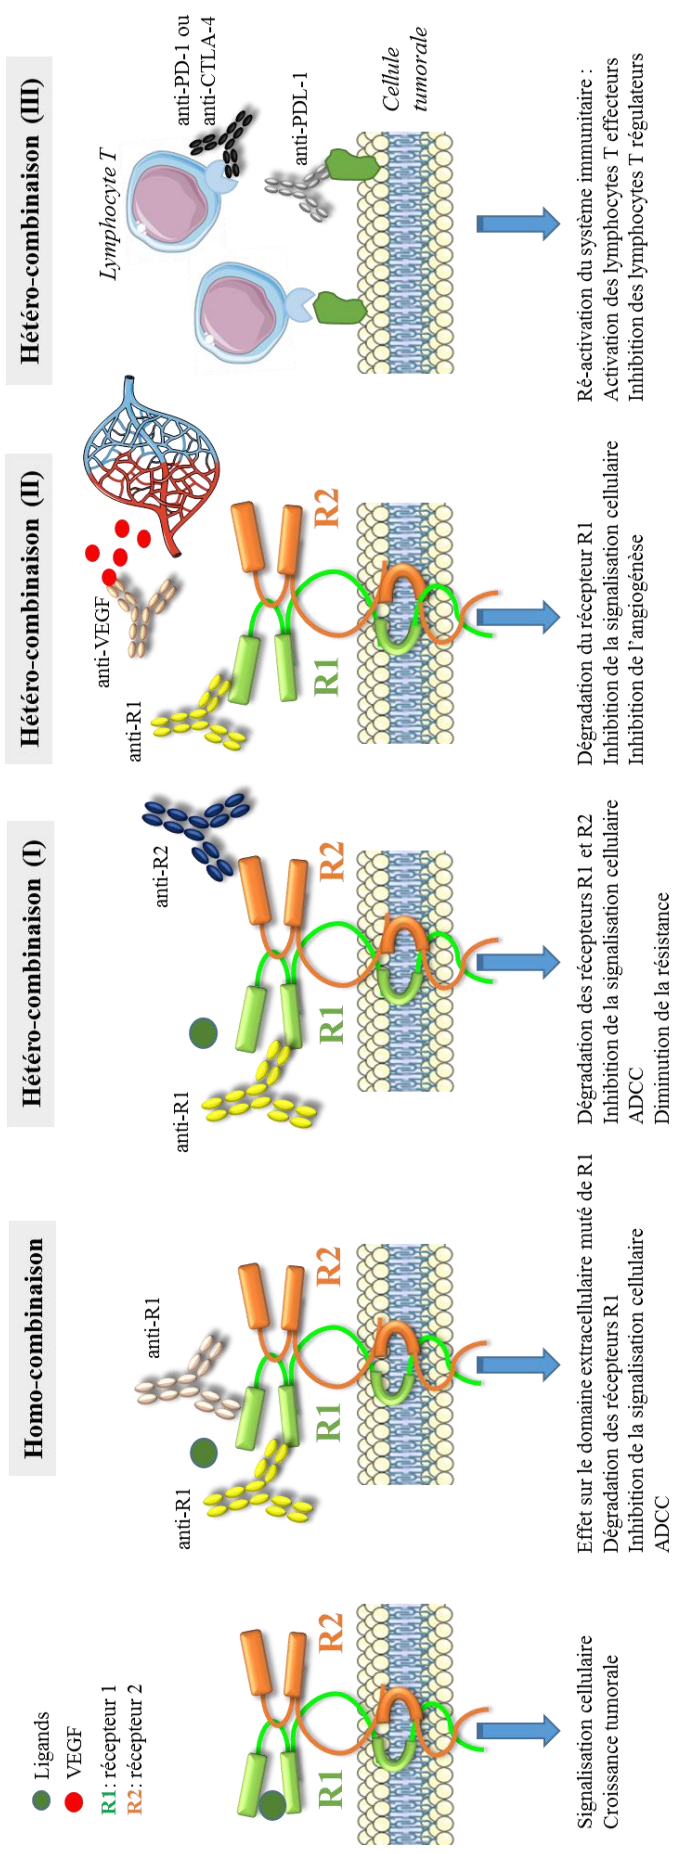 Ligands
VEGF
R1: récepteur 1
R2: récepteur 2
R1
R2
Signalisation cellulaire
Croissance tumorale
Homo-combinaison
anti-R1
anti-R1
R1
R2
Effet sur le domaine extracellulaire muté de R1
Dégradation des récepteurs R1
Inhibition de la signalisation cellulaire
ADCC
Hétéro-combinaison (I)
anti-R1
anti-R2
R1
R2
Dégradation des récepteurs R1 et R2
Inhibition de la signalisation cellulaire
ADCC
Diminution de la résistance
Hétéro-combinaison (II)
anti-VEGF
anti-R1
R1
R2
Dégradation du récepteur R1
Inhibition de la signalisation cellulaire
Inhibition de l'angiogénèse
Hétéro-combinaison (III)
Lymphocyte T
anti-PD-1 ou
anti-CTLA-4
anti-PDL-1
Cellule
tumorale
Ré-activation du système immunitaire :
Activation des lymphocytes T effecteurs
Inhibition des lymphocytes T régulateurs